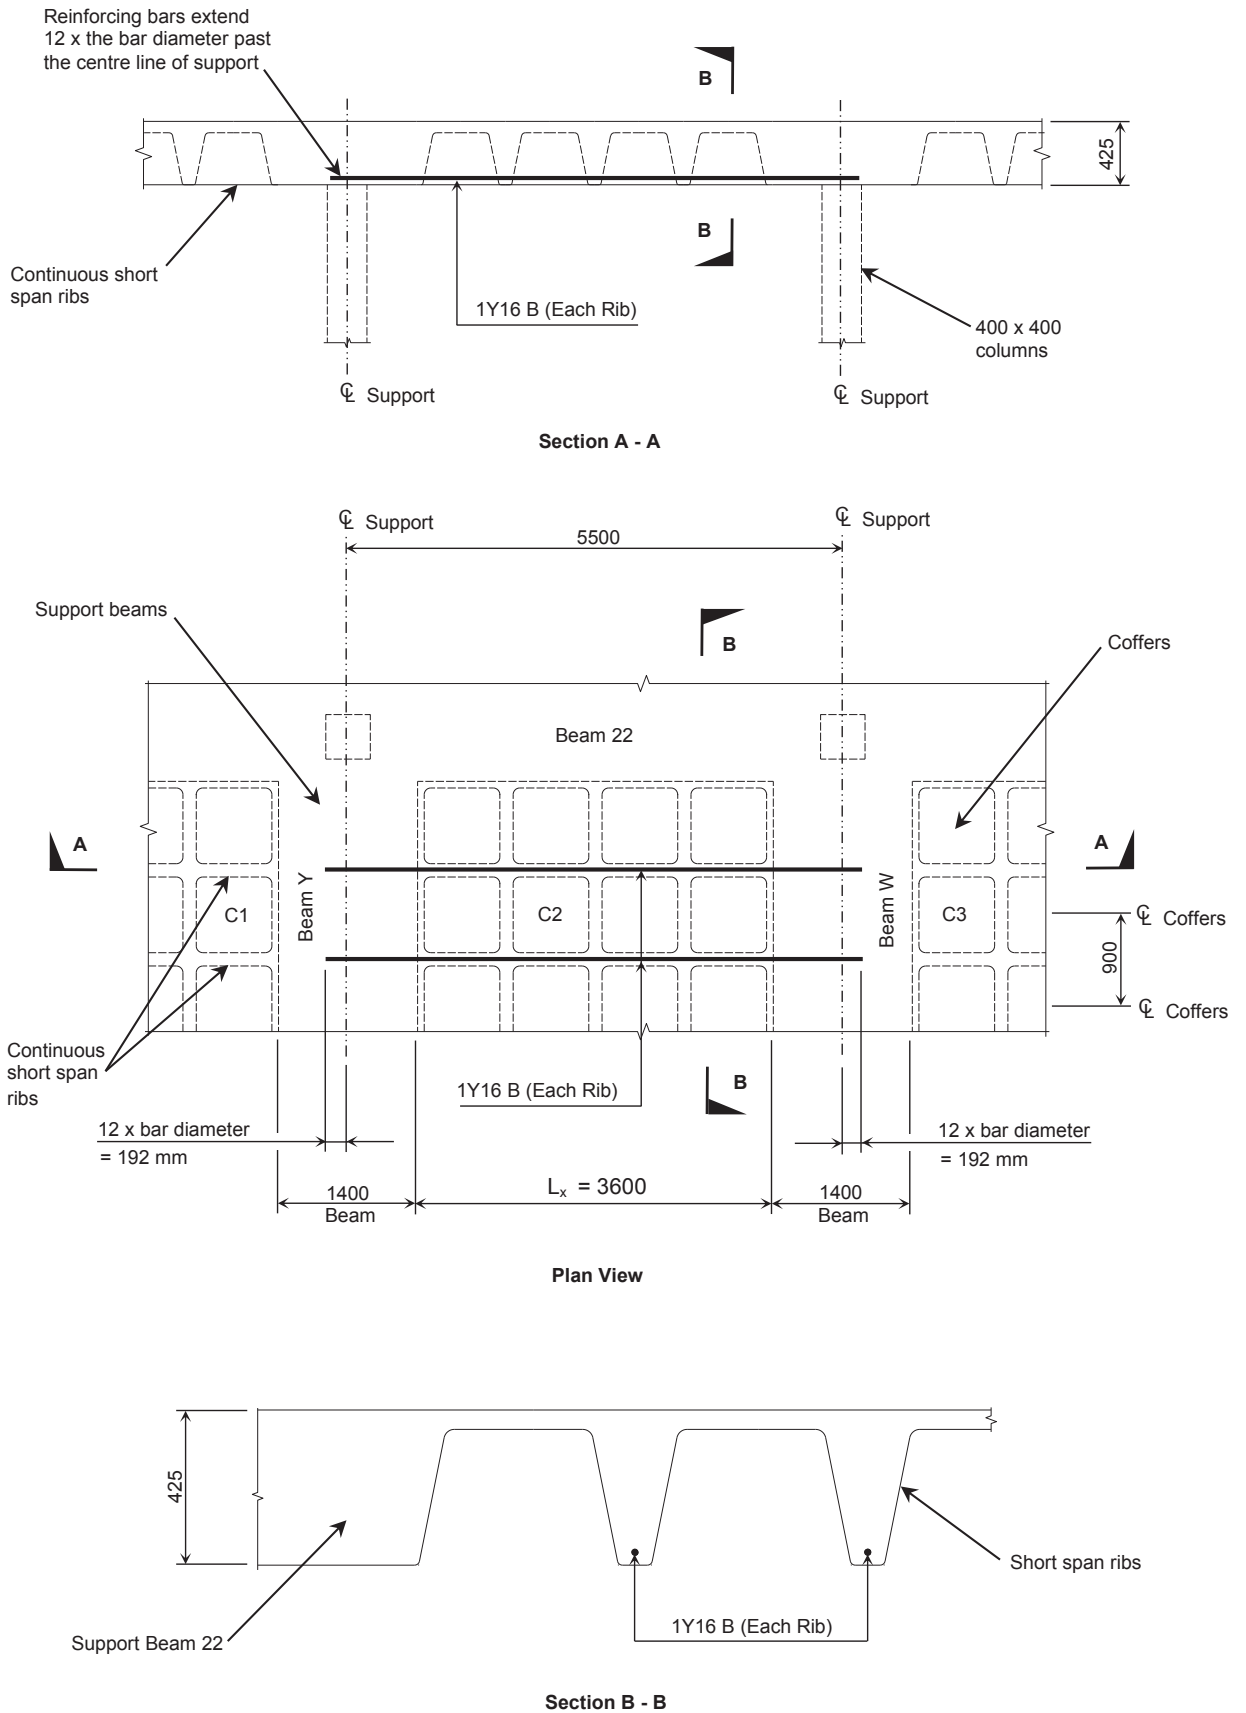 Reinforcing bars extend
12 x the bar diameter past
the centre line of support
B
425
B
Continuous short
span ribs
1Y16 B (Each Rib)
400 x 400
columns
℄ Support
℄ Support
Section A - A
℄ Support
℄ Support
5500
Support beams
B
Coffers
Beam 22
A
A
Beam Y
C1
C2
Beam W
C3
℄ Coffers
900
℄ Coffers
Continuous
short span
ribs
1Y16 B (Each Rib)
B
12 x bar diameter
= 192 mm
12 x bar diameter
= 192 mm
1400
Beam
Lₓ = 3600
1400
Beam
Plan View
425
Short span ribs
1Y16 B (Each Rib)
Support Beam 22
Section B - B